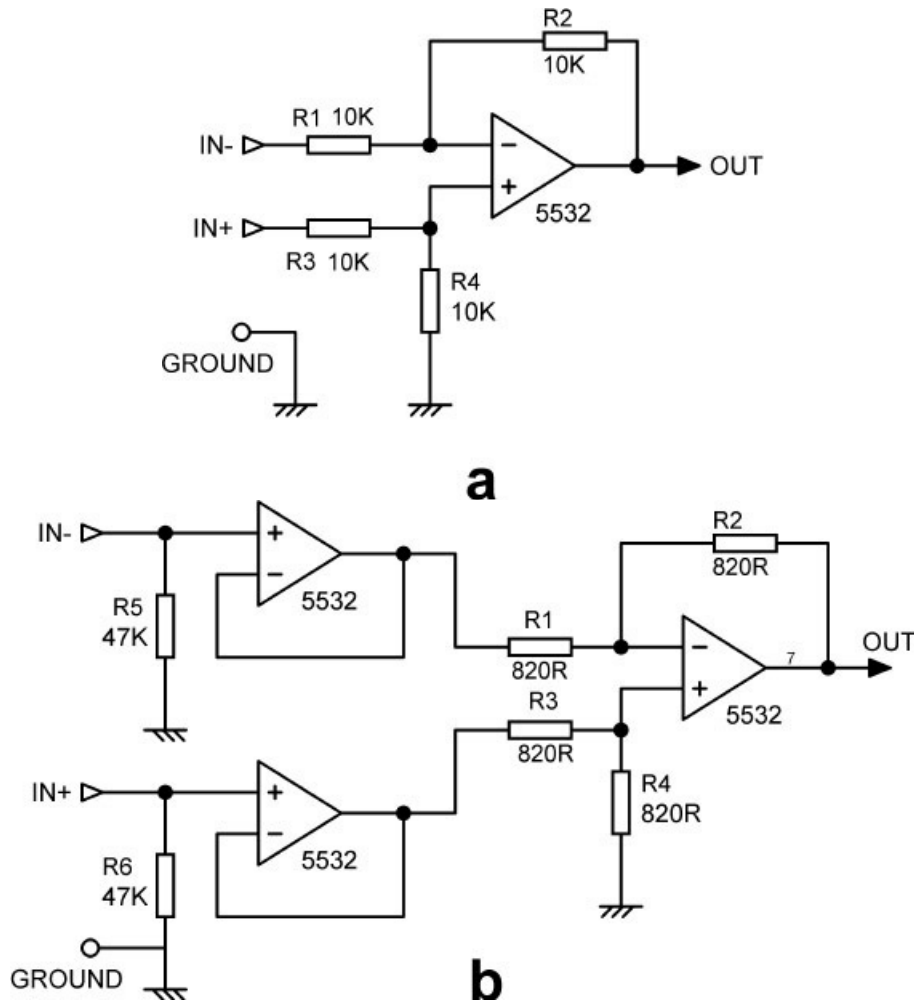 R2
10K
R1 10K
IN-
-
OUT
+
5532
IN+
R3 10K
R4
10K
GROUND
a
IN-
+
-
5532
R5
47K
R2
820R
R1
820R
-
7
OUT
+
5532
R3
820R
R4
820R
IN+
+
-
5532
R6
47K
GROUND
b